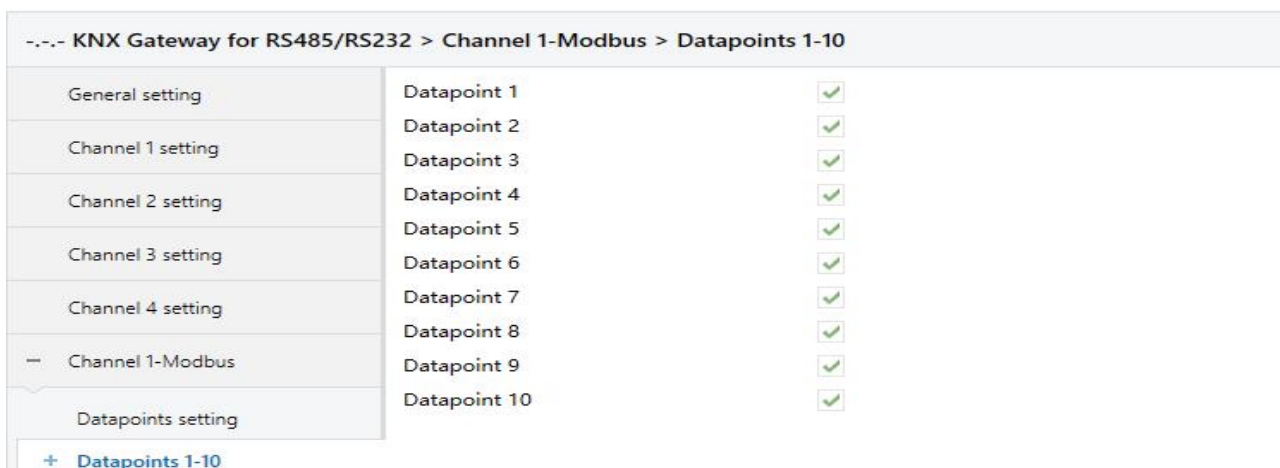 -.-.- KNX Gateway for RS485/RS232 > Channel 1-Modbus > Datapoints 1-10
General setting
Channel 1 setting
Channel 2 setting
Channel 3 setting
Channel 4 setting
− Channel 1-Modbus
Datapoints setting
+ Datapoints 1-10
Datapoint 1
Datapoint 2
Datapoint 3
Datapoint 4
Datapoint 5
Datapoint 6
Datapoint 7
Datapoint 8
Datapoint 9
Datapoint 10